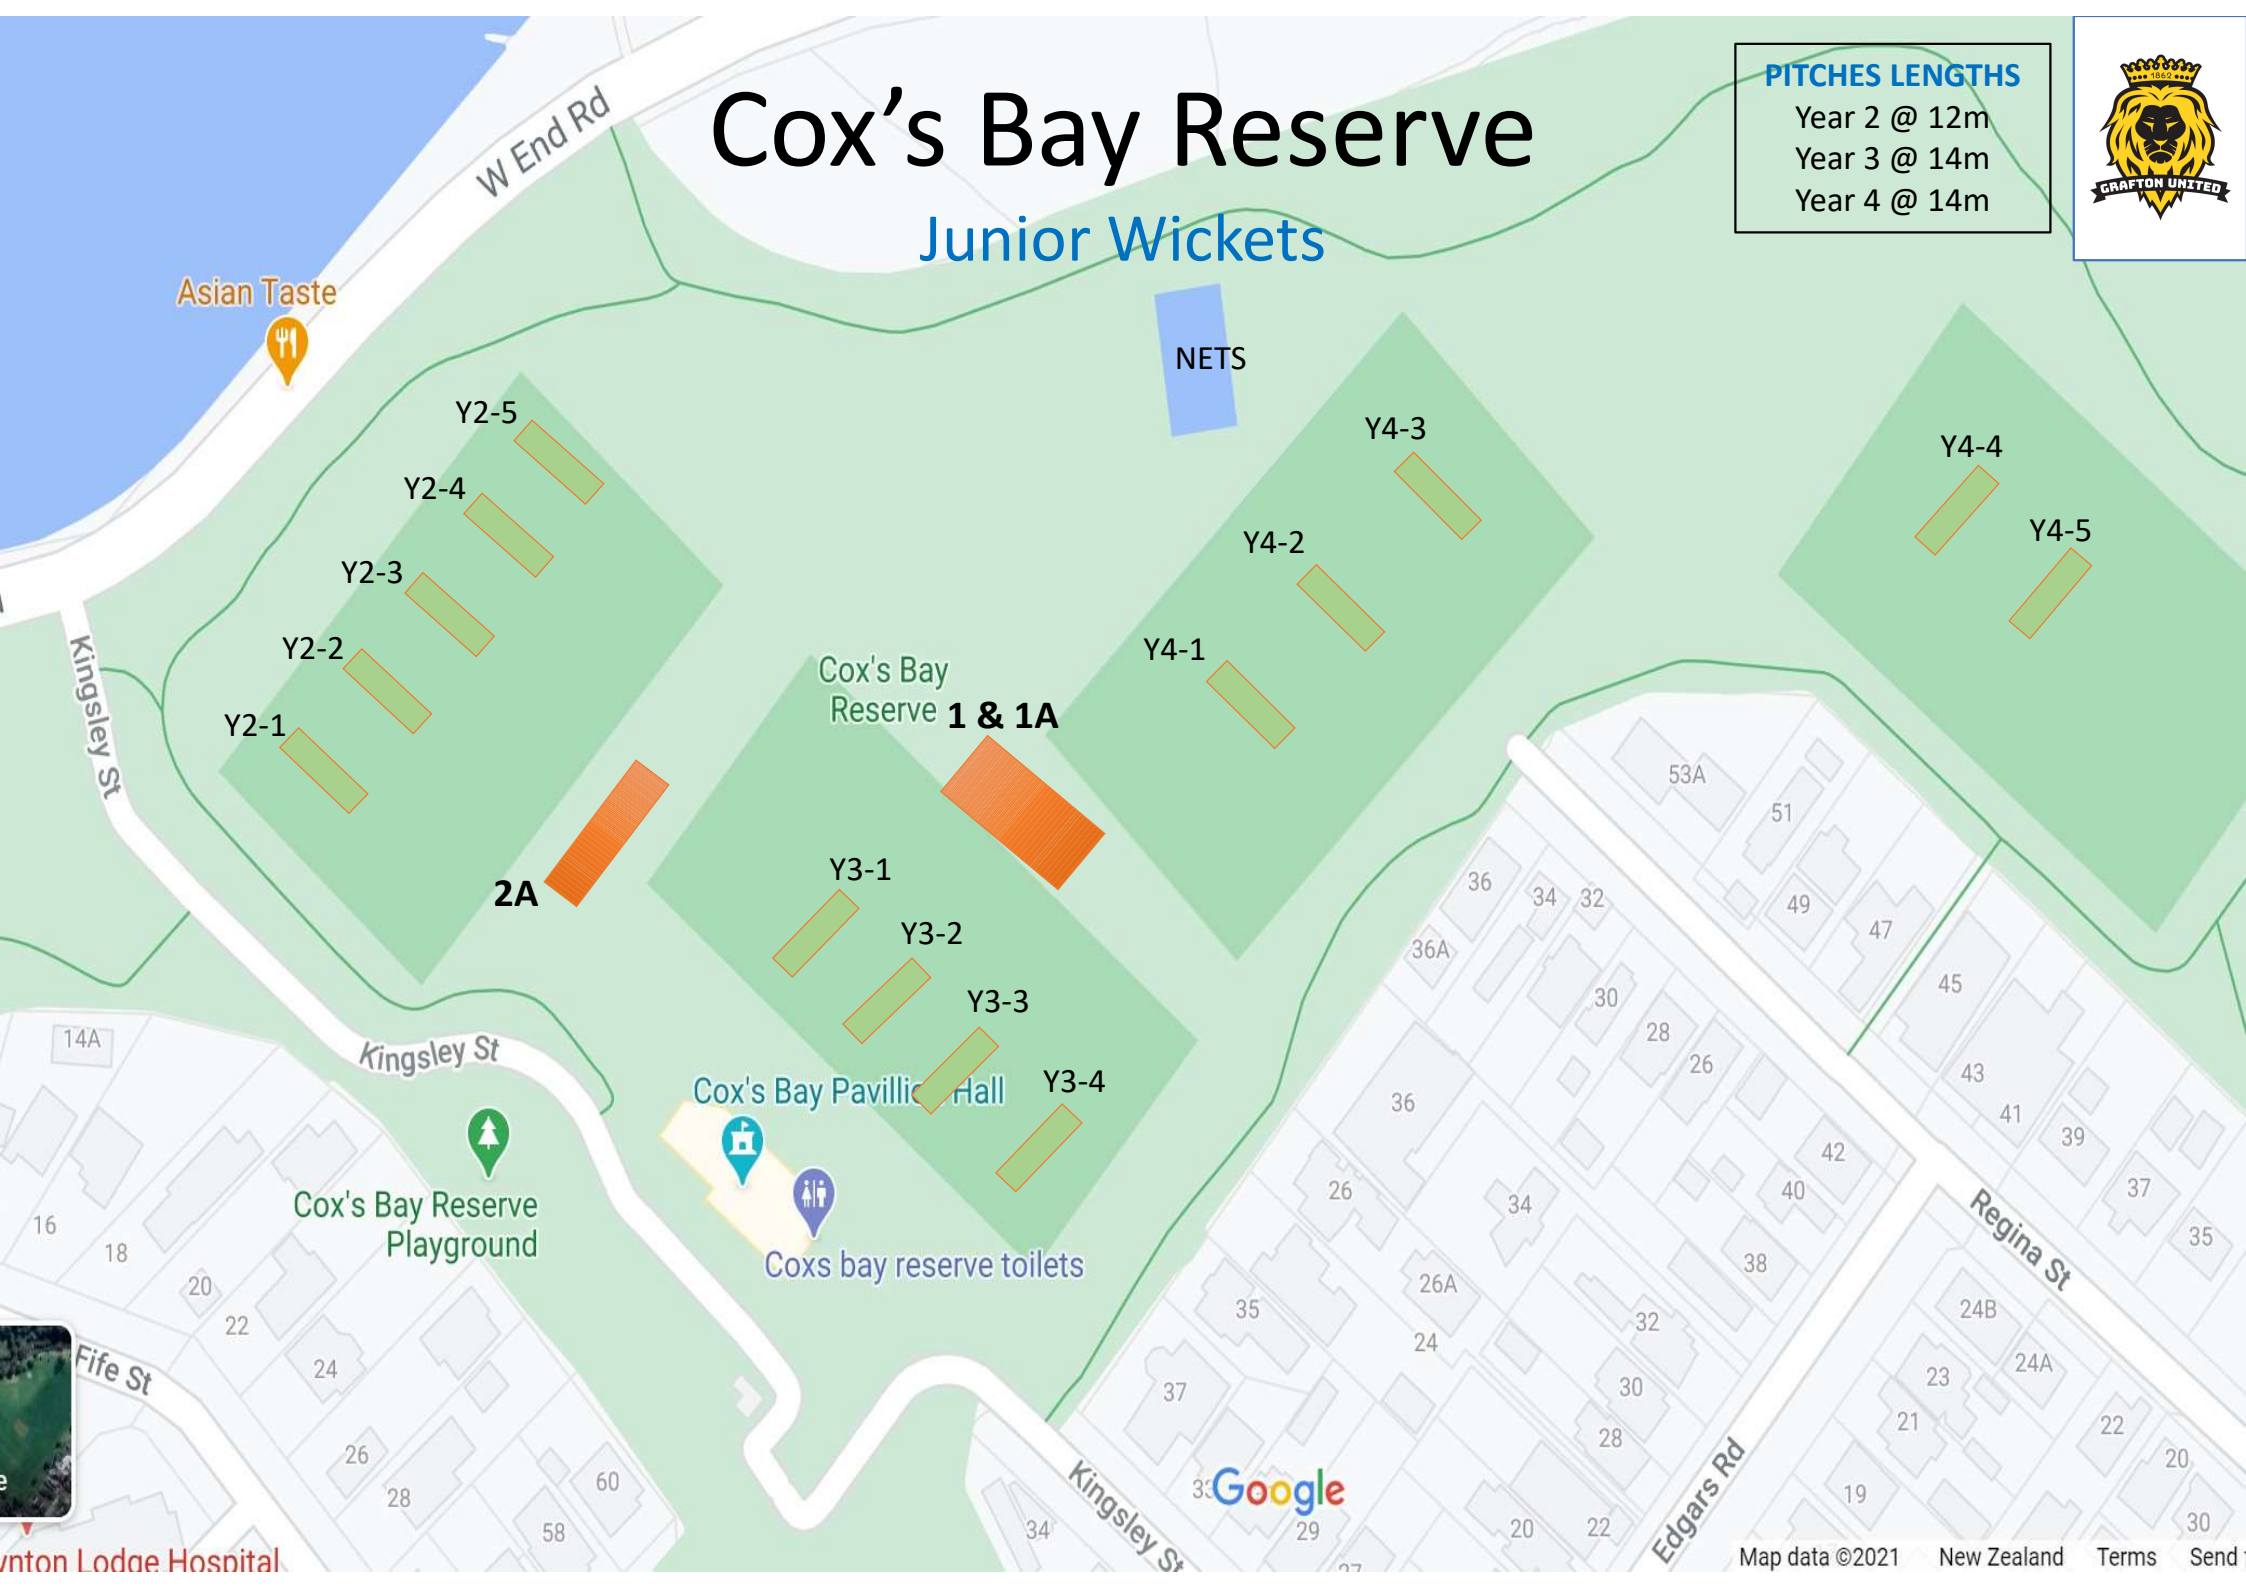 Cox's Bay Reserve
Junior Wickets
PITCHES LENGTHS
Year 2 @ 12m
Year 3 @ 14m
Year 4 @ 14m
1862
GRAFTON UNITED
W End Rd
Asian Taste
NETS
Y2-5
Y2-4
Y2-3
Y2-2
Y2-1
Y4-3
Y4-2
Y4-1
Y4-4
Y4-5
Kingsley St
Cox's Bay
Reserve
1 & 1A
2A
Y3-1
Y3-2
Y3-3
Y3-4
53A
51
49
47
45
43
41
39
37
35
36
34
32
36A
30
28
26
36
42
40
38
26
34
26A
35
24
32
30
28
37
14A
Kingsley St
Cox's Bay Pavillion Hall
Coxs bay reserve toilets
Cox's Bay Reserve
Playground
16
18
20
22
24
26
28
60
58
Fife St
Regina St
24B
24A
23
21
22
20
19
30
Edgars Rd
Kingsley St
34
33
29
27
20
22
Google
Lodge Hospital
Map data ©2021
New Zealand
Terms
Send